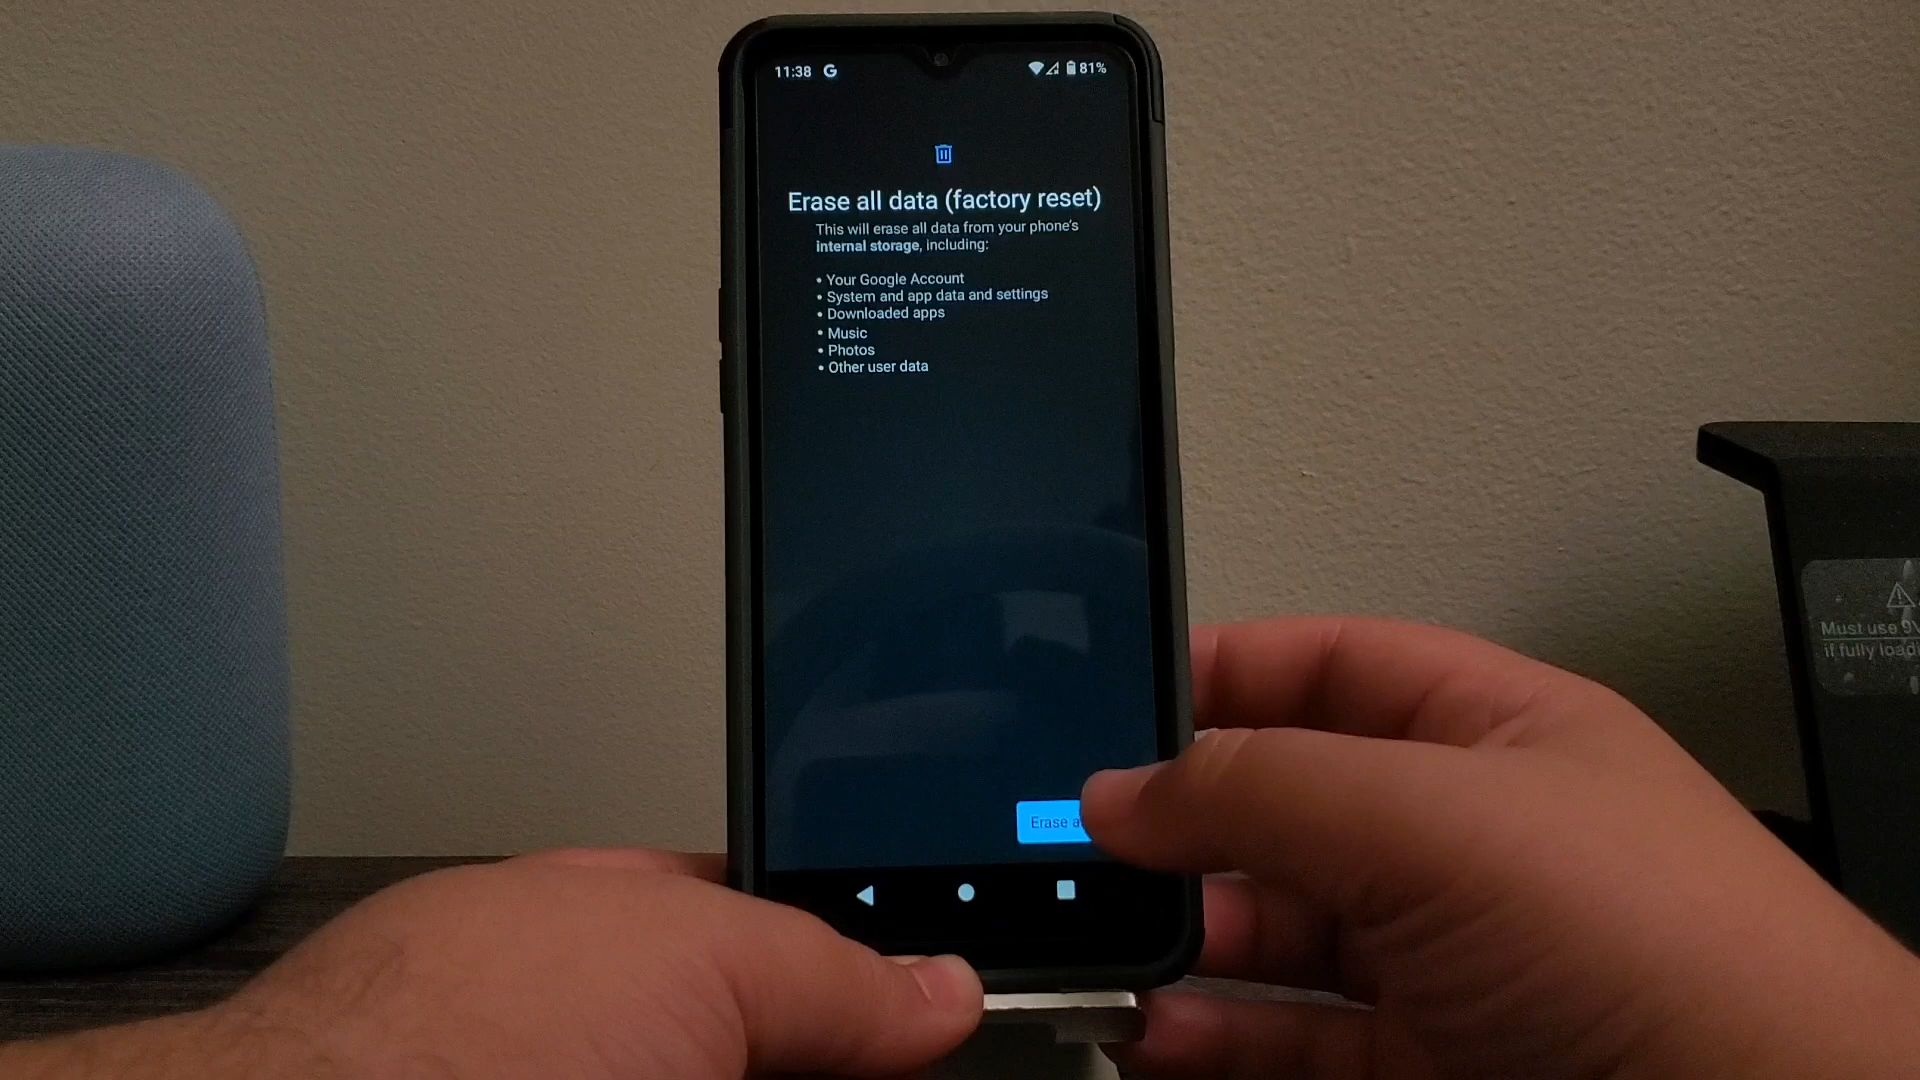 11:38 G 81%
Erase all data (factory reset)
This will erase all data from your phone's
internal storage, including:
• Your Google Account
• System and app data and settings
• Downloaded apps
• Music
• Photos
• Other user data
Erase a
Must use 9V
if fully load